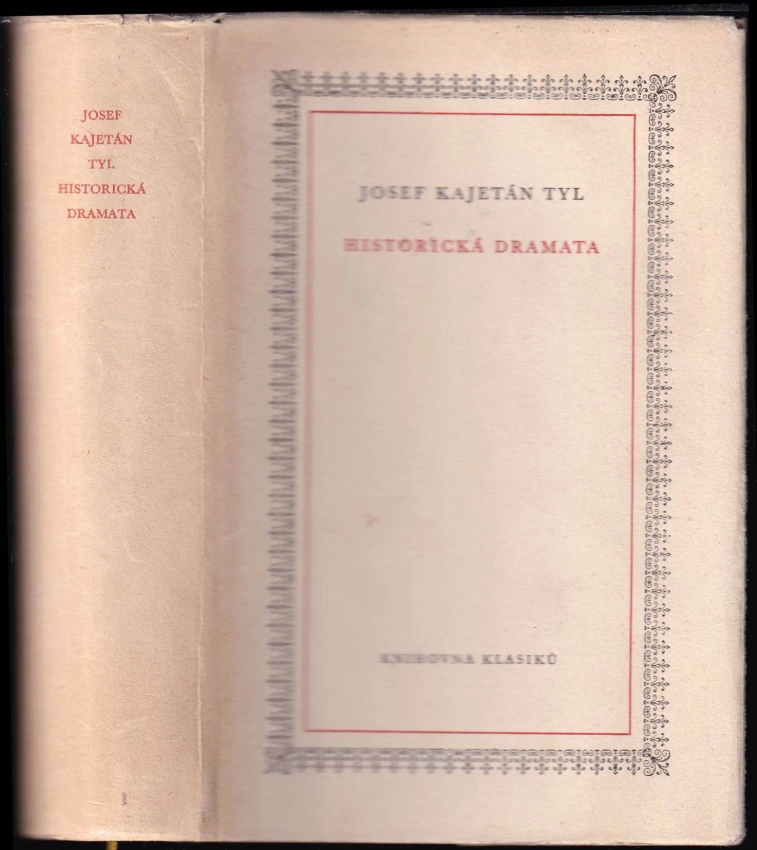 JOSEF
KAJETÁN
TYL
HISTORICKÁ
DRAMATA
JOSEF KAJETÁN TYL
HISTORICKÁ DRAMATA
KNIHOVNA KLASIKŮ